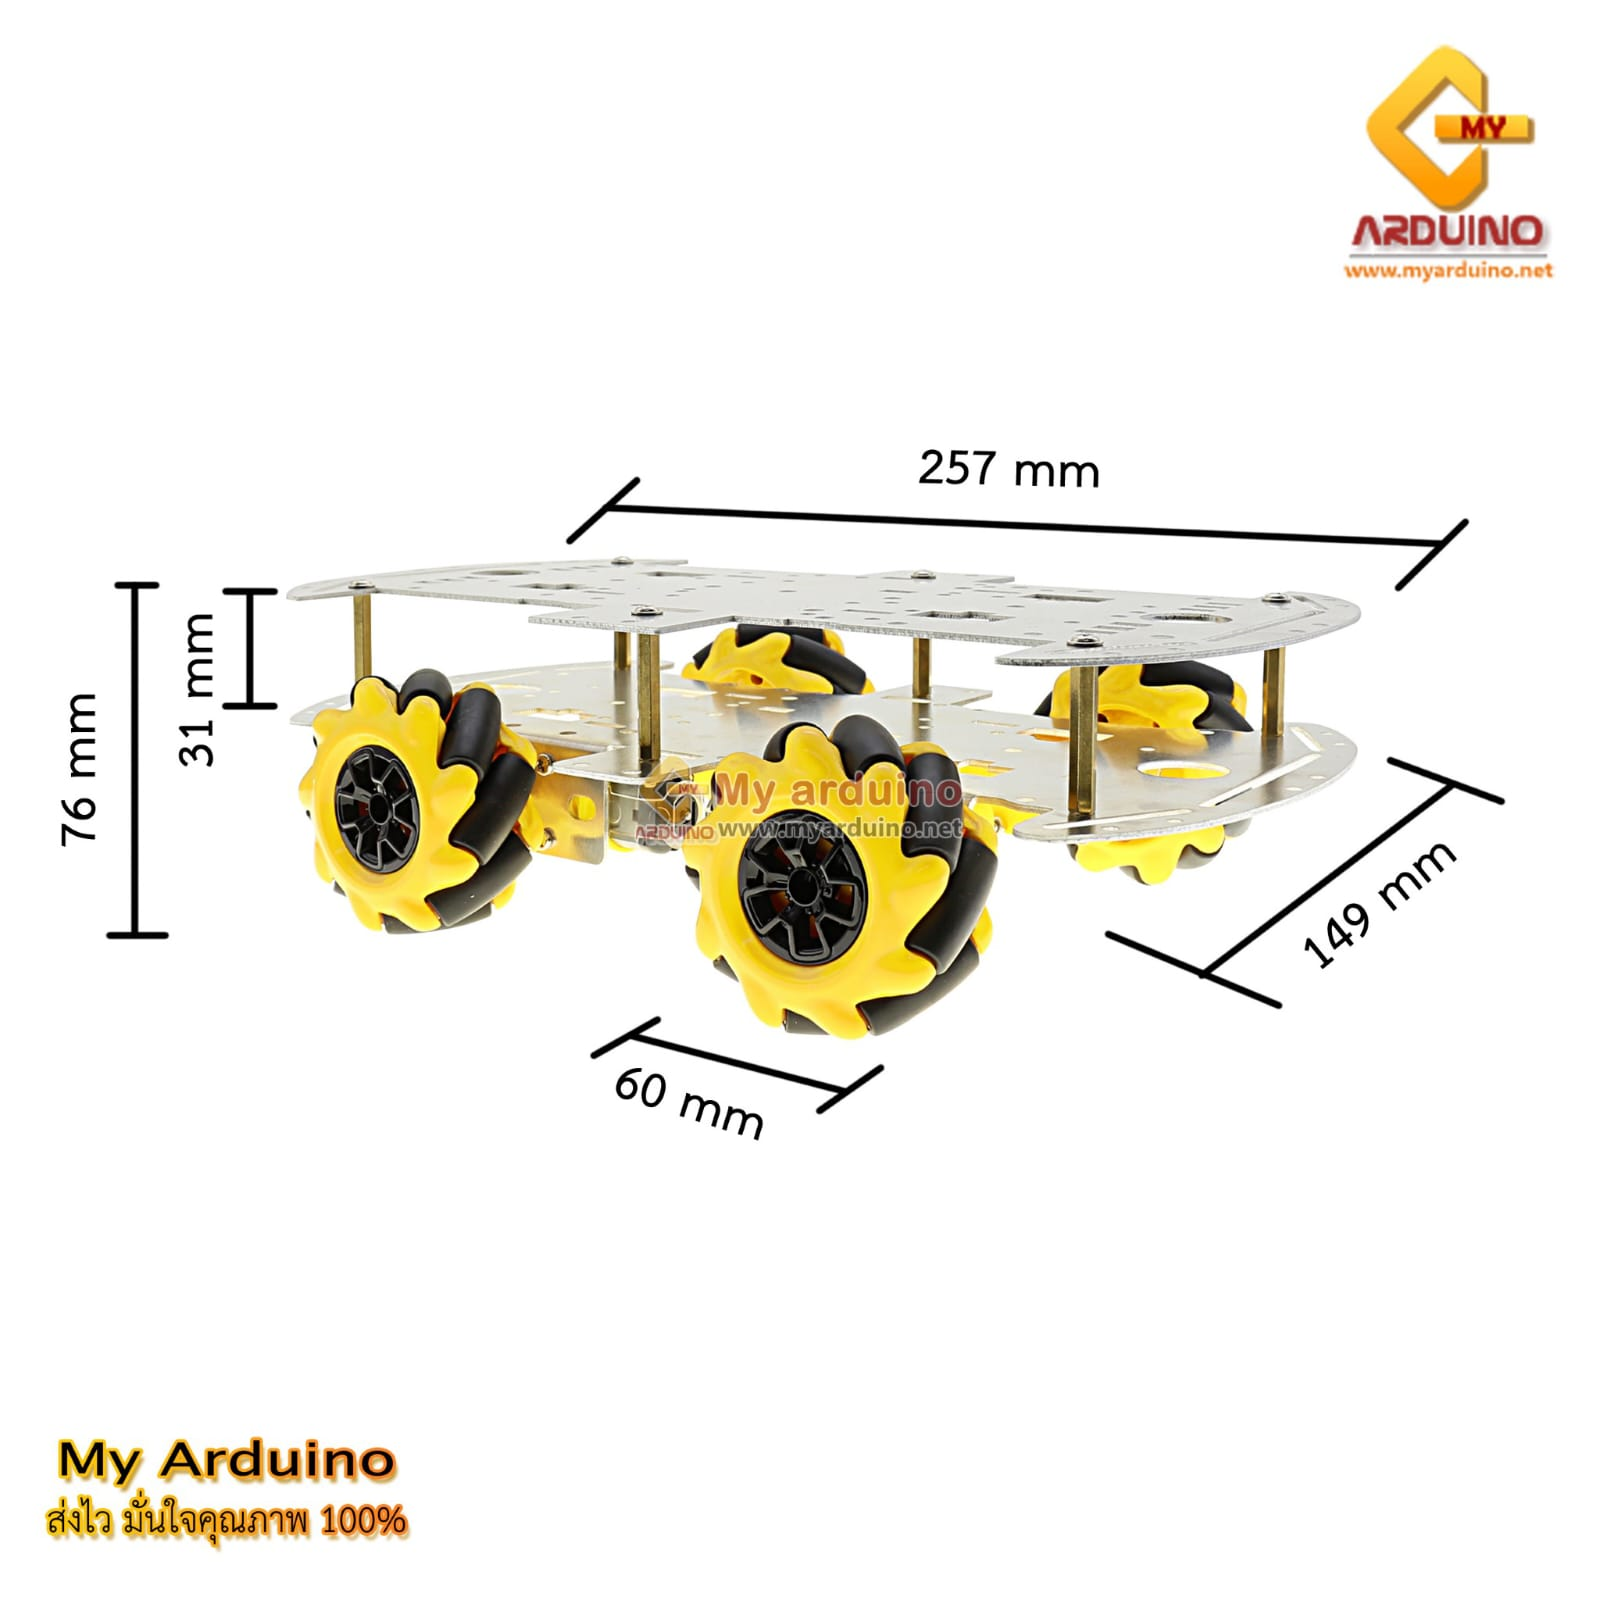 MY
ARDUINO
www.myarduino.net
257 mm
31 mm
76 mm
MY
ARDUINO
My arduino
www.myarduino.net
149 mm
60 mm
My Arduino
ส่งไว มั่นใจคุณภาพ 100%